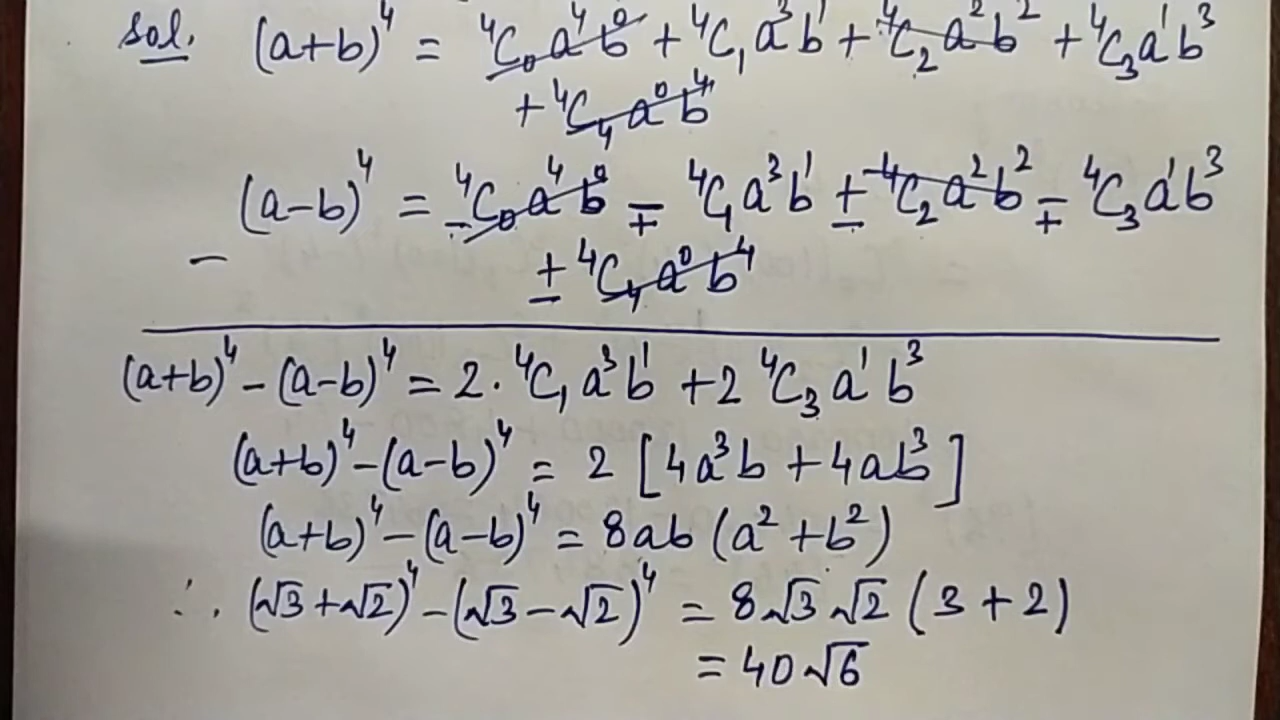 Sol. (a+b)⁴ = ⁴C₀a⁴b⁰ + ⁴C₁a³b¹ + ⁴C₂a²b² + ⁴C₃a¹b³
+ ⁴C₄a⁰b⁴
(a-b)⁴ = ⁴C₀a⁴b⁰ - ⁴C₁a³b¹ + ⁴C₂a²b² - ⁴C₃a¹b³
- + ⁴C₄a⁰b⁴
(a+b)⁴-(a-b)⁴ = 2·⁴C₁a³b¹ + 2 ⁴C₃a¹b³
(a+b)⁴-(a-b)⁴ = 2 [4a³b + 4ab³]
(a+b)⁴-(a-b)⁴ = 8ab (a²+b²)
∴ (√3+√2)⁴-(√3-√2)⁴ = 8√3√2 (3+2)
= 40√6